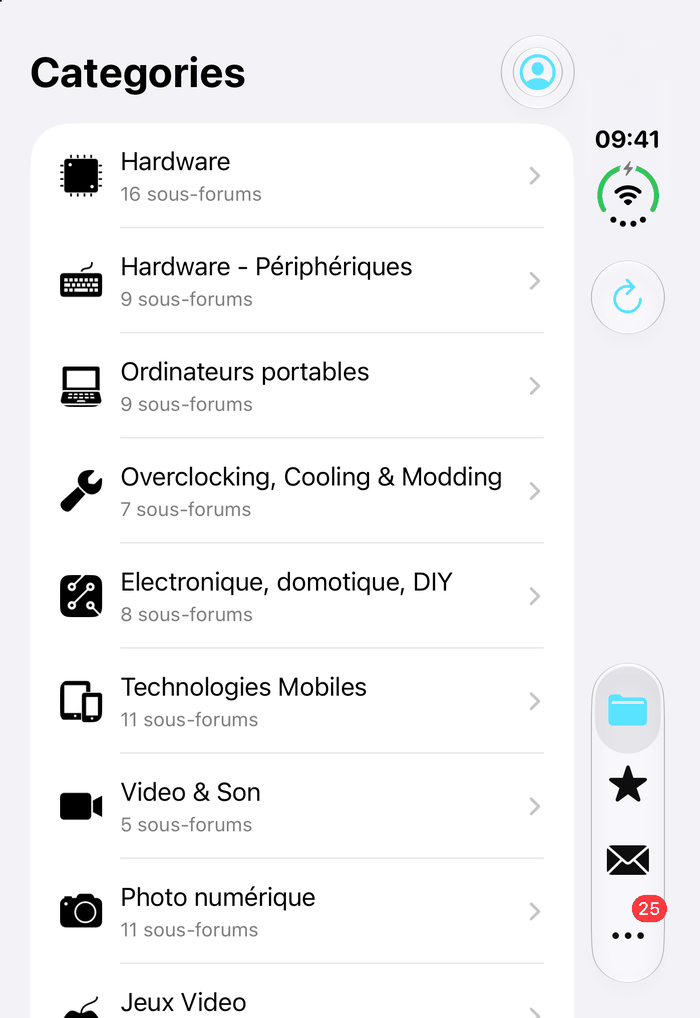 Categories
09:41
Hardware
16 sous-forums
Hardware - Périphériques
9 sous-forums
Ordinateurs portables
9 sous-forums
Overclocking, Cooling & Modding
7 sous-forums
Electronique, domotique, DIY
8 sous-forums
Technologies Mobiles
11 sous-forums
Video & Son
5 sous-forums
Photo numérique
11 sous-forums
25
Jeux Video